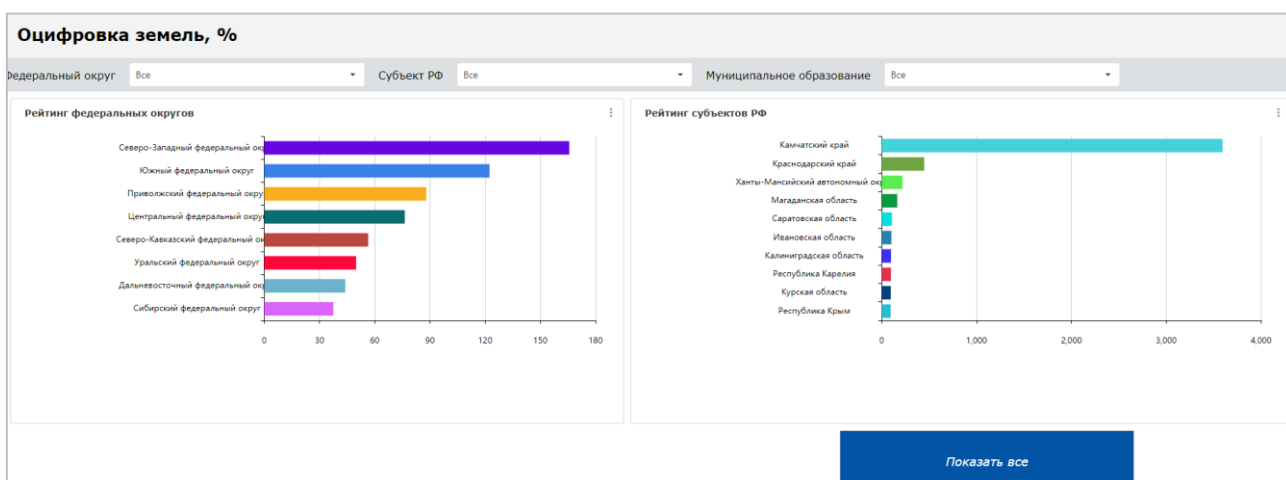 Оцифровка земель, %
Федеральный округ Все Субъект РФ Все Муниципальное образование Все
Рейтинг федеральных округов
Северо-Западный федеральный окр
Южный федеральный округ
Приволжский федеральный окру
Центральный федеральный окру
Северо-Кавказский федеральный ок
Уральский федеральный округ
Дальневосточный федеральный окр
Сибирский федеральный округ
0 30 60 90 120 150 180
Рейтинг субъектов РФ
Камчатский край
Краснодарский край
Ханты-Мансийский автономный ок
Магаданская область
Саратовская область
Ивановская область
Калининградская область
Республика Карелия
Курская область
Республика Крым
0 1,000 2,000 3,000 4,000
Показать все